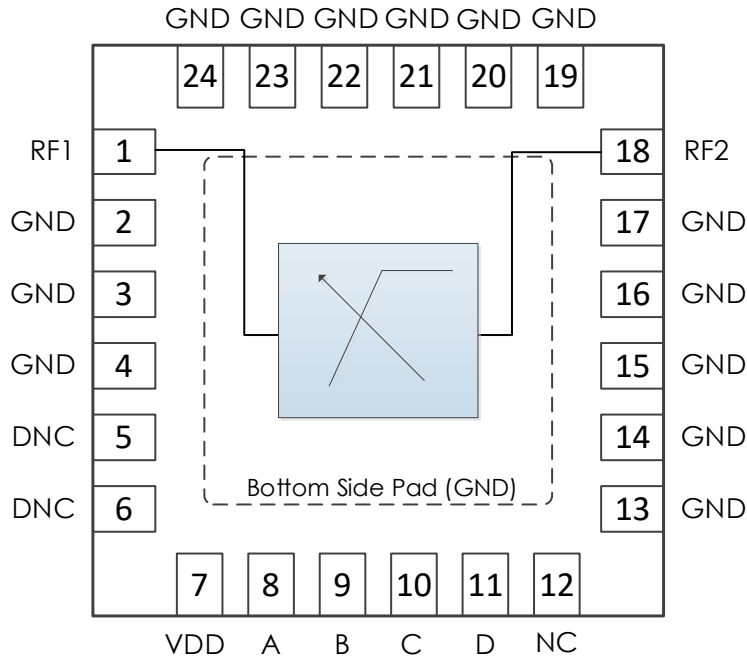 GND GND GND GND GND GND
24 23 22 21 20 19
RF1 1 18 RF2
GND 2 17 GND
GND 3 16 GND
GND 4 15 GND
DNC 5 14 GND
Bottom Side Pad (GND)
DNC 6 13 GND
7 8 9 10 11 12
VDD A B C D NC